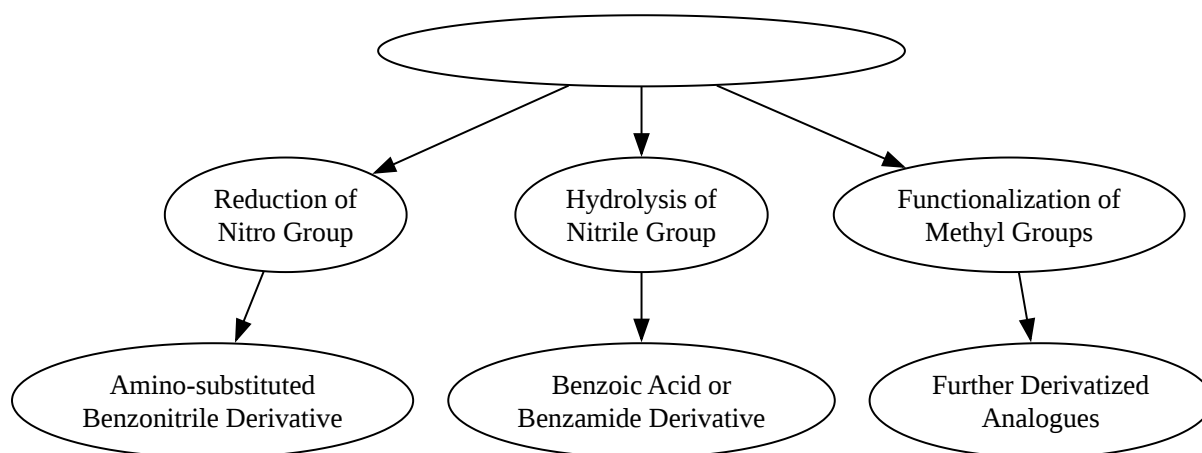 Reduction of
Nitro Group
Hydrolysis of
Nitrile Group
Functionalization of
Methyl Groups
Amino-substituted
Benzonitrile Derivative
Benzoic Acid or
Benzamide Derivative
Further Derivatized
Analogues